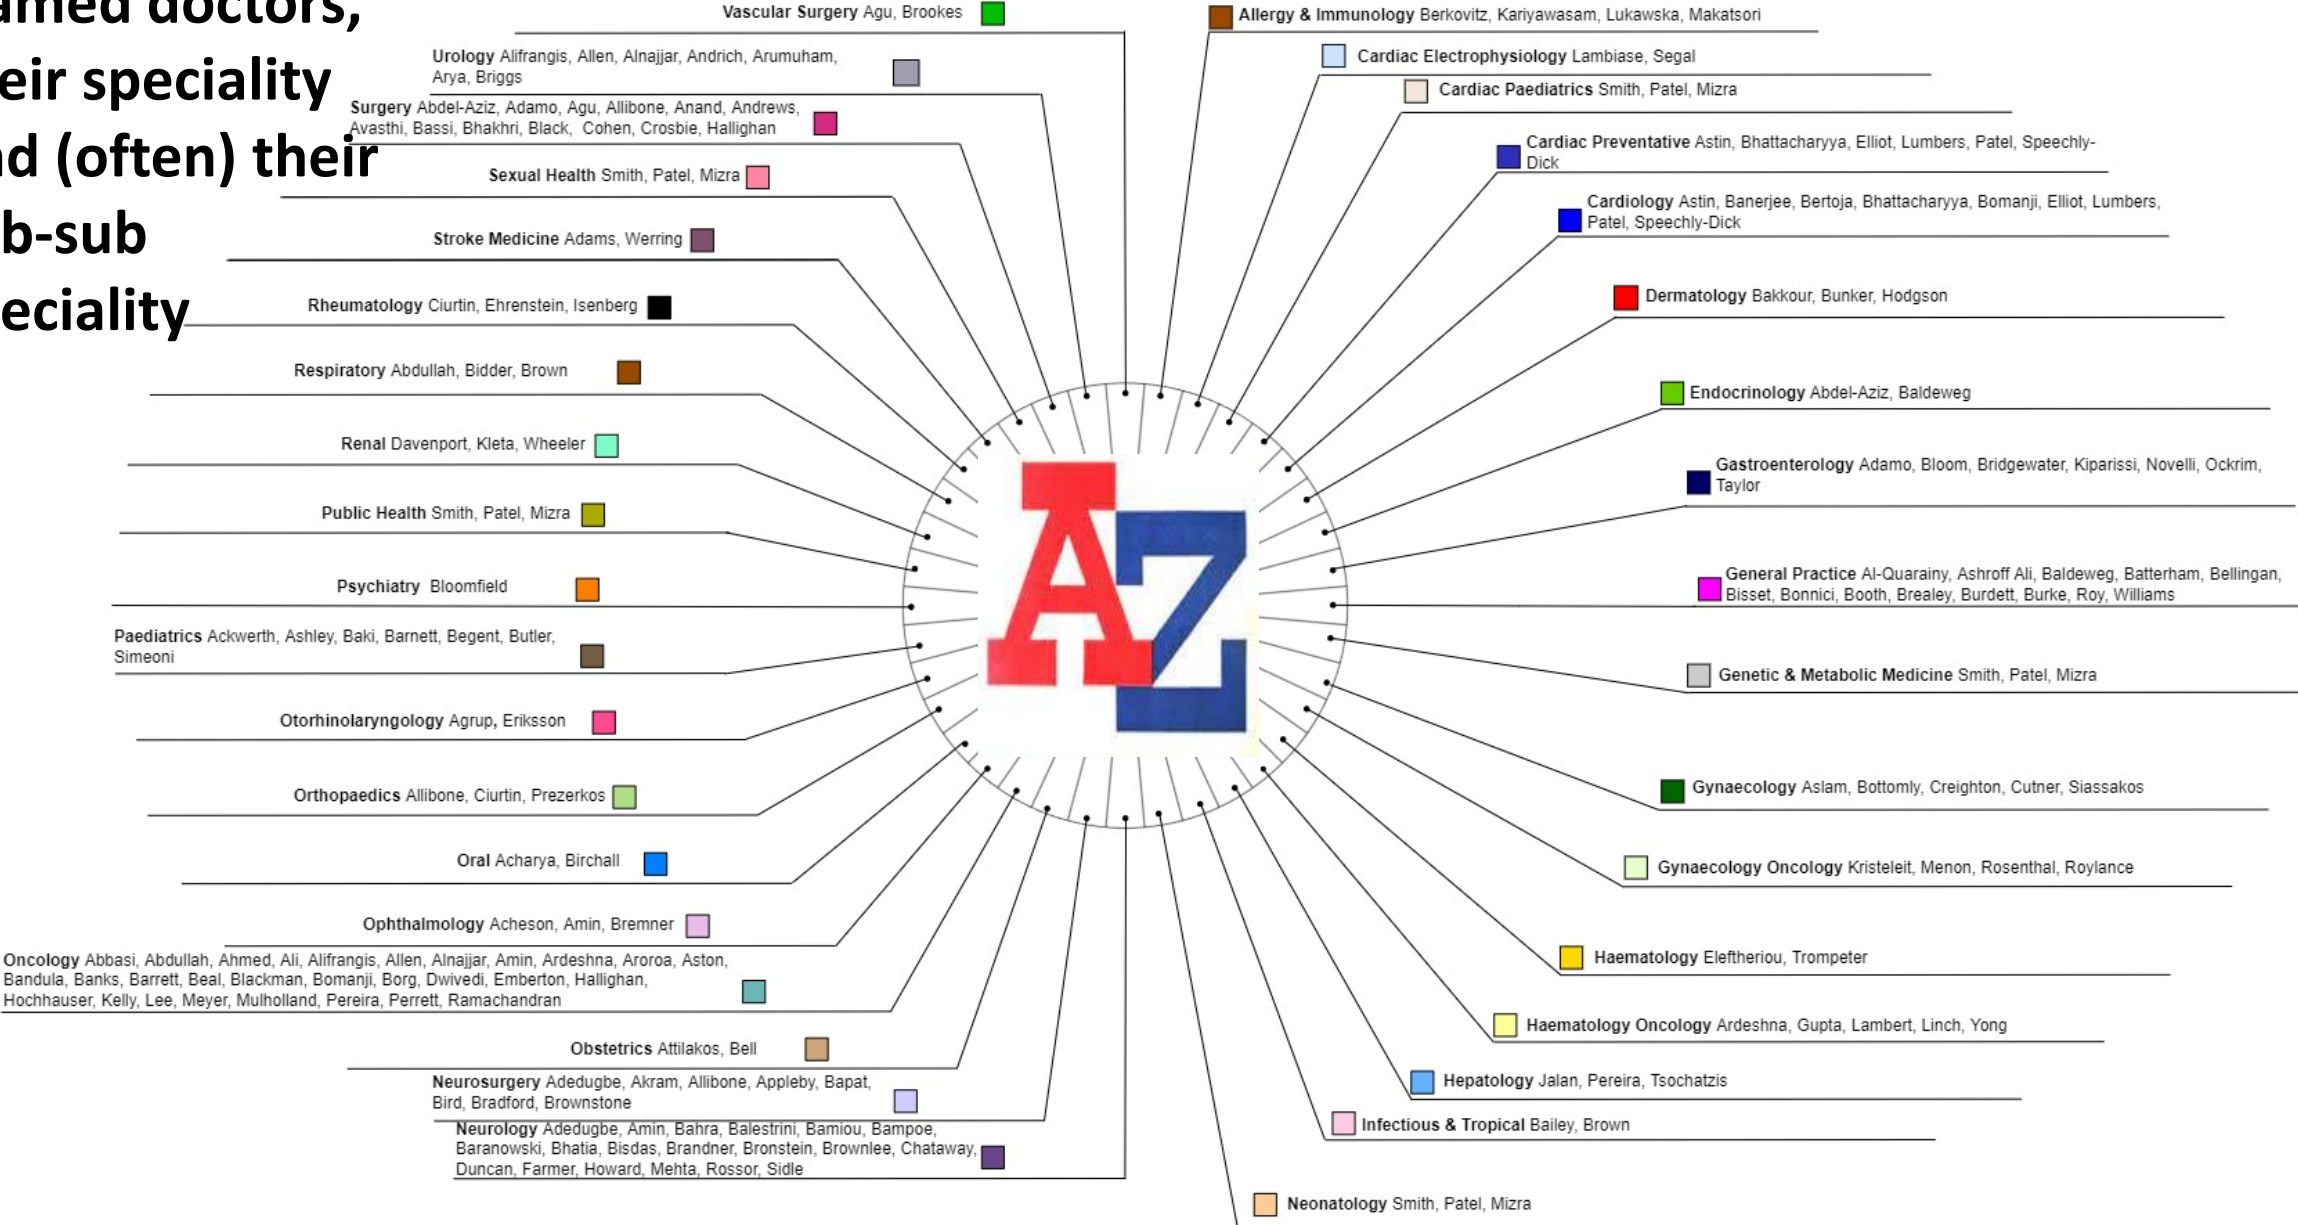 amed doctors,
eir speciality
d (often) their
b-sub
eciality
Vascular Surgery Agu, Brookes
Urology Alifrangis, Allen, Alnajjar, Andrich, Arumuham,
Arya, Briggs
Surgery Abdel-Aziz, Adamo, Agu, Allibone, Anand, Andrews,
Avasthi, Bassi, Bhakhri, Black, Cohen, Crosbie, Hallighan
Sexual Health Smith, Patel, Mizra
Stroke Medicine Adams, Werring
Rheumatology Ciurtin, Ehrenstein, Isenberg
Respiratory Abdullah, Bidder, Brown
Renal Davenport, Kleta, Wheeler
Public Health Smith, Patel, Mizra
Psychiatry Bloomfield
Paediatrics Ackwerth, Ashley, Baki, Barnett, Begent, Butler,
Simeoni
Otorhinolaryngology Agrup, Eriksson
Orthopaedics Allibone, Ciurtin, Prezerkos
Oral Acharya, Birchall
Ophthalmology Acheson, Amin, Bremner
Oncology Abbasi, Abdullah, Ahmed, Ali, Alifrangis, Allen, Alnajjar, Amin, Ardeshna, Aroroa, Aston,
Bandula, Banks, Barrett, Beal, Blackman, Bomanji, Borg, Dwivedi, Emberton, Hallighan,
Hochhauser, Kelly, Lee, Meyer, Mulholland, Pereira, Perrett, Ramachandran
Obstetrics Attilakos, Bell
Neurosurgery Adedugbe, Akram, Allibone, Appleby, Bapat,
Bird, Bradford, Brownstone
Neurology Adedugbe, Amin, Bahra, Balestrini, Bamiou, Bampoe,
Baranowski, Bhatia, Bisdas, Brandner, Bronstein, Brownlee, Chataway,
Duncan, Farmer, Howard, Mehta, Rossor, Sidle
AZ
Allergy & Immunology Berkovitz, Kariyawasam, Lukawska, Makatsori
Cardiac Electrophysiology Lambiase, Segal
Cardiac Paediatrics Smith, Patel, Mizra
Cardiac Preventative Astin, Bhattacharyya, Elliot, Lumbers, Patel, Speechly-
Dick
Cardiology Astin, Banerjee, Bertoja, Bhattacharyya, Bomanji, Elliot, Lumbers,
Patel, Speechly-Dick
Dermatology Bakkour, Bunker, Hodgson
Endocrinology Abdel-Aziz, Baldeweg
Gastroenterology Adamo, Bloom, Bridgewater, Kiparissi, Novelli, Ockrim,
Taylor
General Practice Al-Quarainy, Ashroff Ali, Baldeweg, Batterham, Bellingan,
Bisset, Bonnici, Booth, Brealey, Burdett, Burke, Roy, Williams
Genetic & Metabolic Medicine Smith, Patel, Mizra
Gynaecology Aslam, Bottomly, Creighton, Cutner, Siassakos
Gynaecology Oncology Kristeleit, Menon, Rosenthal, Roylance
Haematology Eleftheriou, Trompeter
Haematology Oncology Ardeshna, Gupta, Lambert, Linch, Yong
Hepatology Jalan, Pereira, Tsochatzis
Infectious & Tropical Bailey, Brown
Neonatology Smith, Patel, Mizra